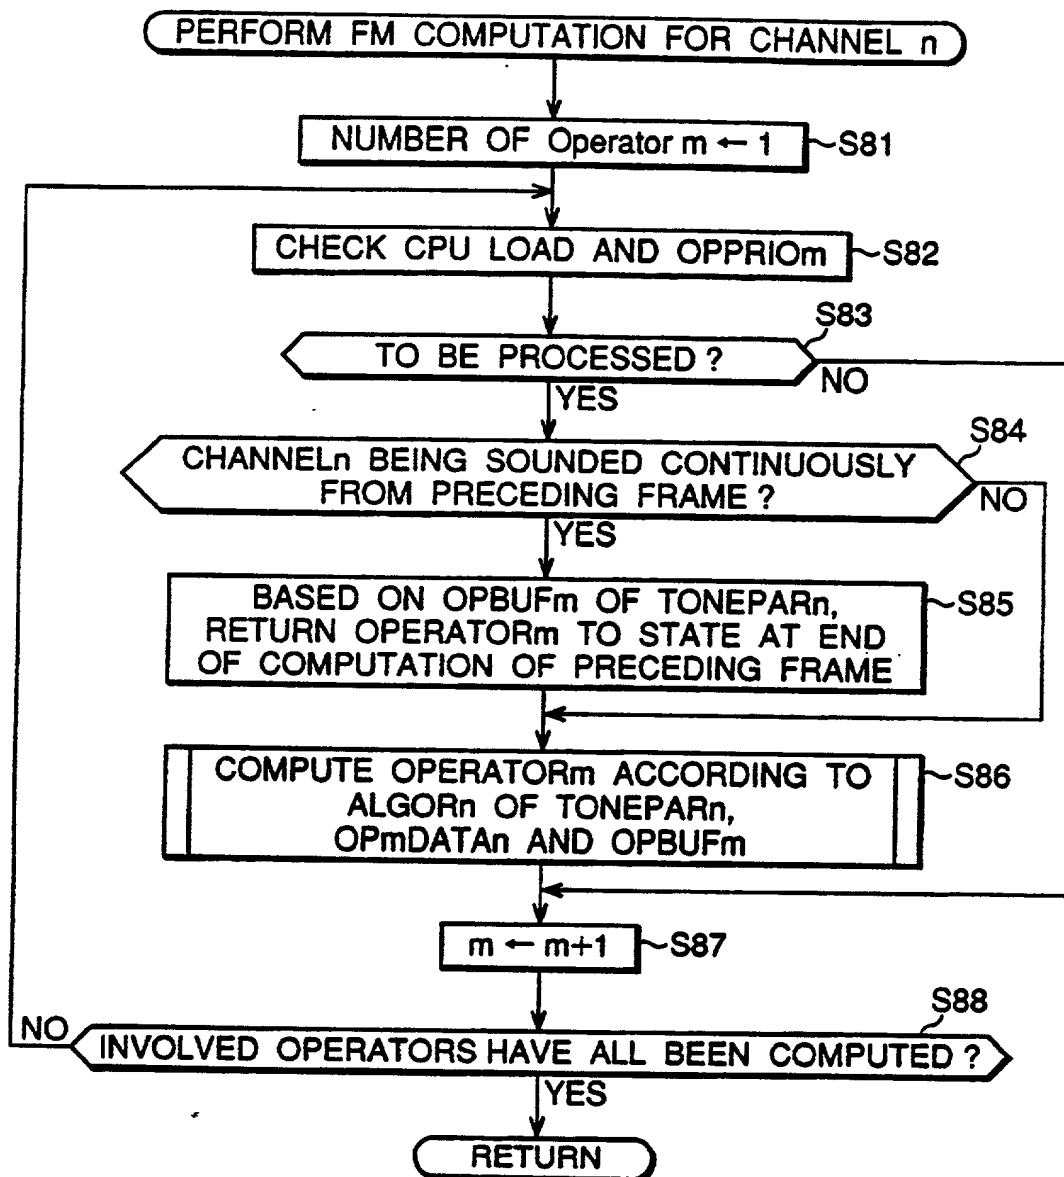 PERFORM FM COMPUTATION FOR CHANNEL n
NUMBER OF Operator m ← 1
S81
CHECK CPU LOAD AND OPPRIOm
S82
S83
TO BE PROCESSED ?
NO
YES
S84
CHANNELn BEING SOUNDED CONTINUOUSLY
FROM PRECEDING FRAME ?
NO
YES
BASED ON OPBUFm OF TONEPARn,
S85
RETURN OPERATORm TO STATE AT END
OF COMPUTATION OF PRECEDING FRAME
COMPUTE OPERATORm ACCORDING TO
S86
ALGORn OF TONEPARn,
OPmDATAn AND OPBUFm
m ← m+1
S87
S88
NO
INVOLVED OPERATORS HAVE ALL BEEN COMPUTED ?
YES
RETURN